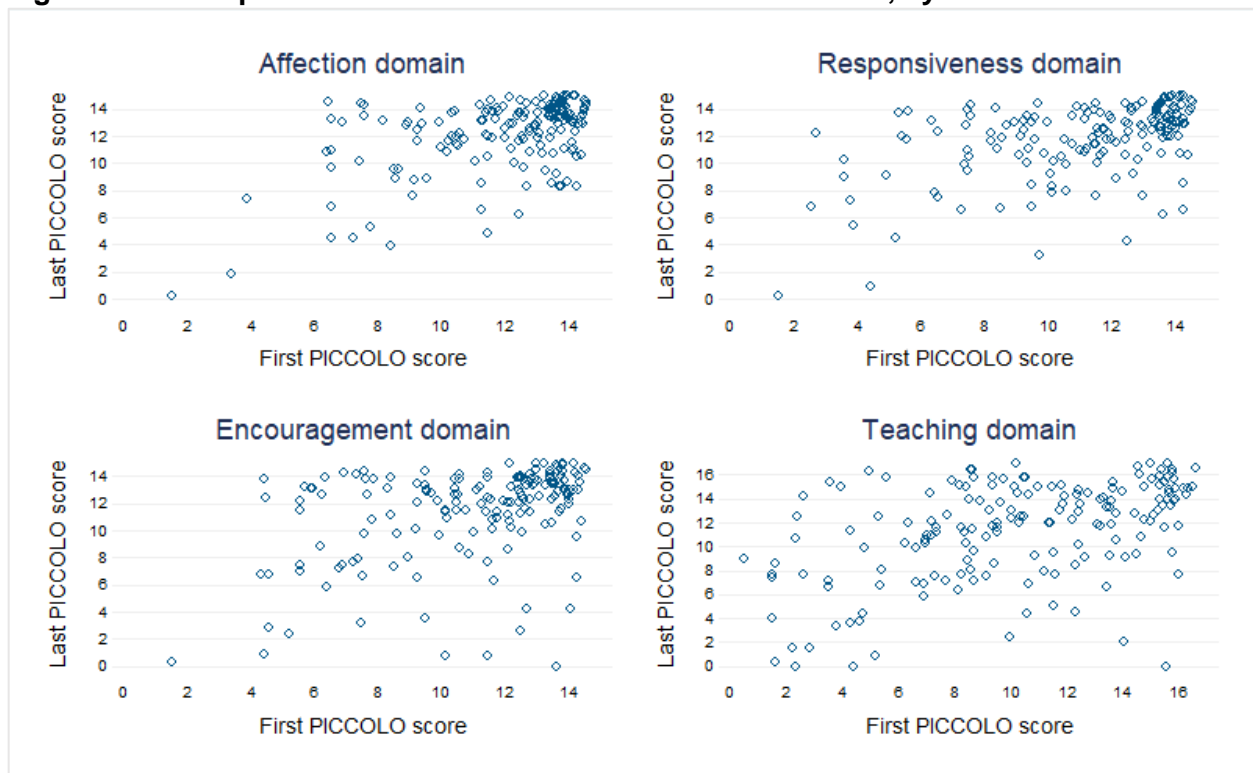 Affection domain
Last PICCOLO score
14
12
10
8
6
4
2
0
0 2 4 6 8 10 12 14
First PICCOLO score
Responsiveness domain
Last PICCOLO score
14
12
10
8
6
4
2
0
0 2 4 6 8 10 12 14
First PICCOLO score
Encouragement domain
Last PICCOLO score
14
12
10
8
6
4
2
0
0 2 4 6 8 10 12 14
First PICCOLO score
Teaching domain
Last PICCOLO score
16
14
12
10
8
6
4
2
0
0 2 4 6 8 10 12 14 16
First PICCOLO score